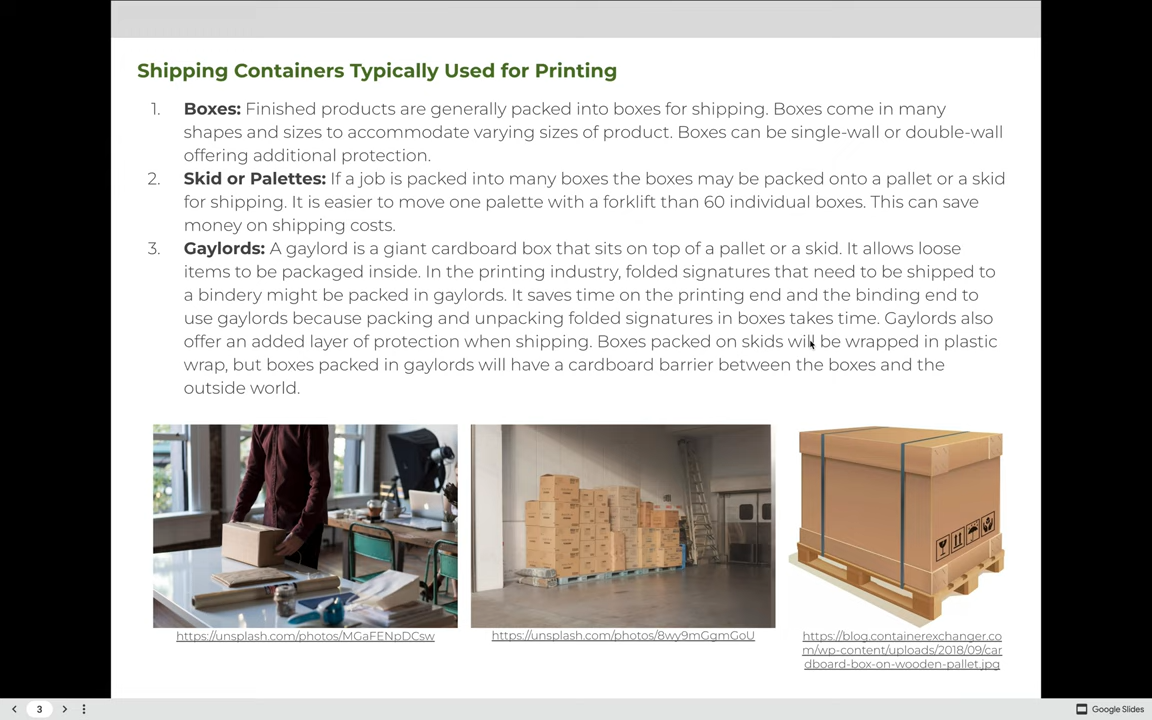 Shipping Containers Typically Used for Printing
1. Boxes: Finished products are generally packed into boxes for shipping. Boxes come in many
shapes and sizes to accommodate varying sizes of product. Boxes can be single-wall or double-wall
offering additional protection.
2. Skid or Palettes: If a job is packed into many boxes the boxes may be packed onto a pallet or a skid
for shipping. It is easier to move one palette with a forklift than 60 individual boxes. This can save
money on shipping costs.
3. Gaylords: A gaylord is a giant cardboard box that sits on top of a pallet or a skid. It allows loose
items to be packaged inside. In the printing industry, folded signatures that need to be shipped to
a bindery might be packed in gaylords. It saves time on the printing end and the binding end to
use gaylords because packing and unpacking folded signatures in boxes takes time. Gaylords also
offer an added layer of protection when shipping. Boxes packed on skids will be wrapped in plastic
wrap, but boxes packed in gaylords will have a cardboard barrier between the boxes and the
outside world.
https://unsplash.com/photos/MGaFENpDCsw
https://unsplash.com/photos/8wy9mGgmGoU
https://blog.containerexchanger.co
m/wp-content/uploads/2018/09/car
dboard-box-on-wooden-pallet.jpg
3
Google Slides